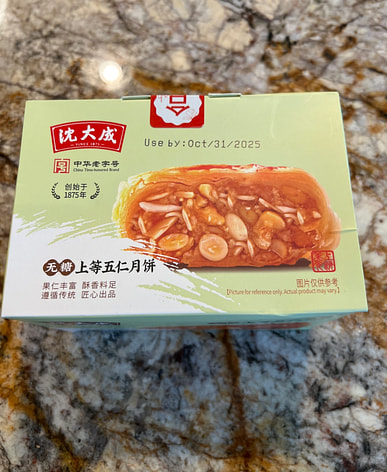 合
沈大成
SINCE 1875
Use by:Oct/31/2025
中华老字号
China Time-honored Brand
创始于
1875年
无糖 上等五仁月饼
果仁丰富 酥香料足
遵循传统 匠心出品
图片仅供参考
【Picture for reference only. Actual product may vary.】